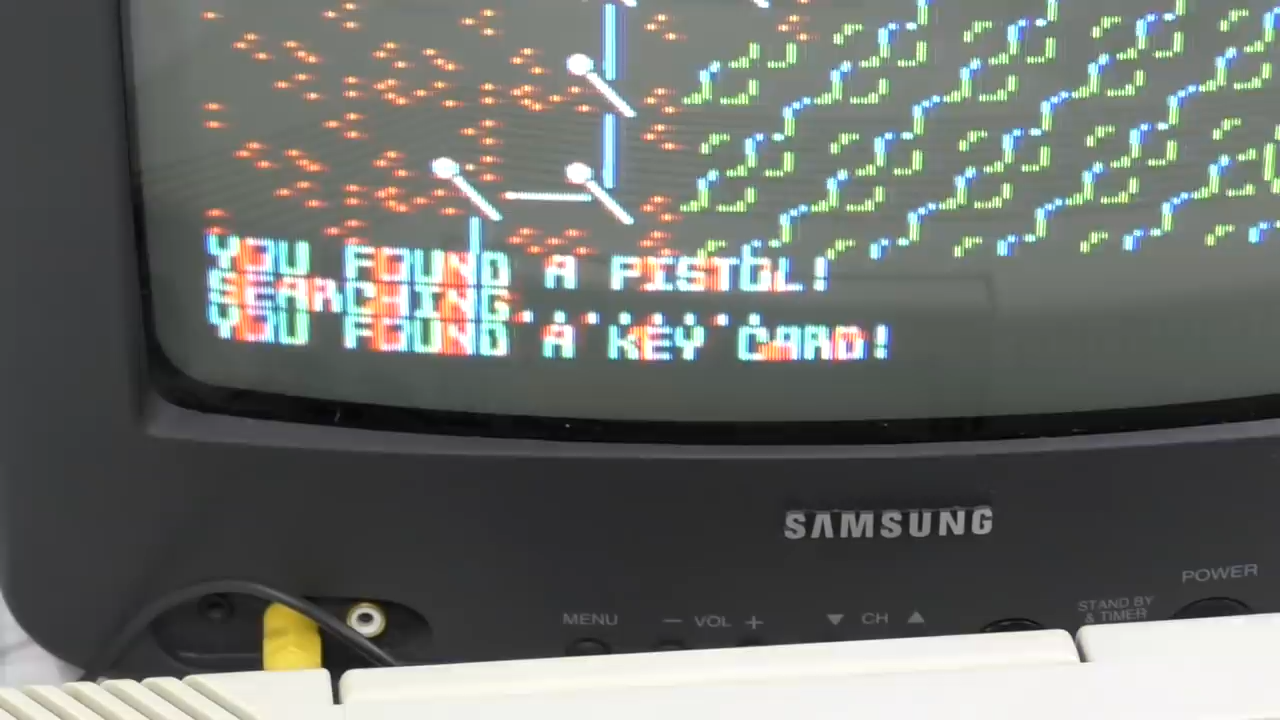 YOU FOUND A PISTOL!
SEARCHING.......
YOU FOUND A KEY CARD!
SAMSUNG
POWER
MENU
— VOL +
▼ CH ▲
STAND BY
& TIMER